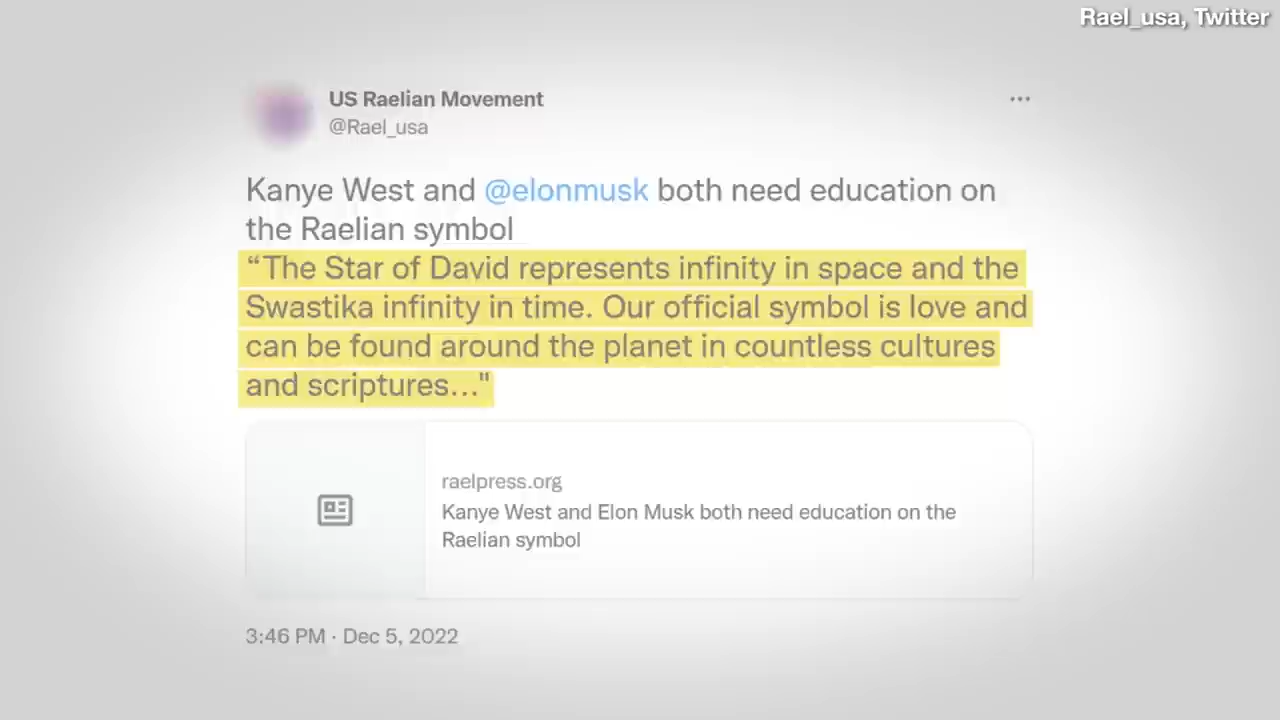 Rael_usa, Twitter
US Raelian Movement
@Rael_usa
Kanye West and @elonmusk both need education on
the Raelian symbol
“The Star of David represents infinity in space and the
Swastika infinity in time. Our official symbol is love and
can be found around the planet in countless cultures
and scriptures..."
raelpress.org
Kanye West and Elon Musk both need education on the
Raelian symbol
3:46 PM · Dec 5, 2022